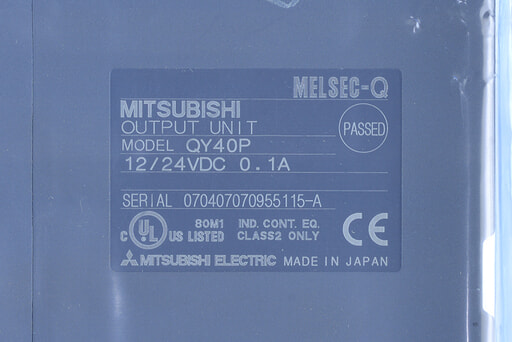 MELSEC-Q
MITSUBISHI
OUTPUT UNIT
PASSED
MODEL QY40P
12/24VDC 0.1A
SERIAL 070407070955115-A
C UL US LISTED 80M1 IND. CONT. EQ. CLASS2 ONLY CE
MITSUBISHI ELECTRIC MADE IN JAPAN